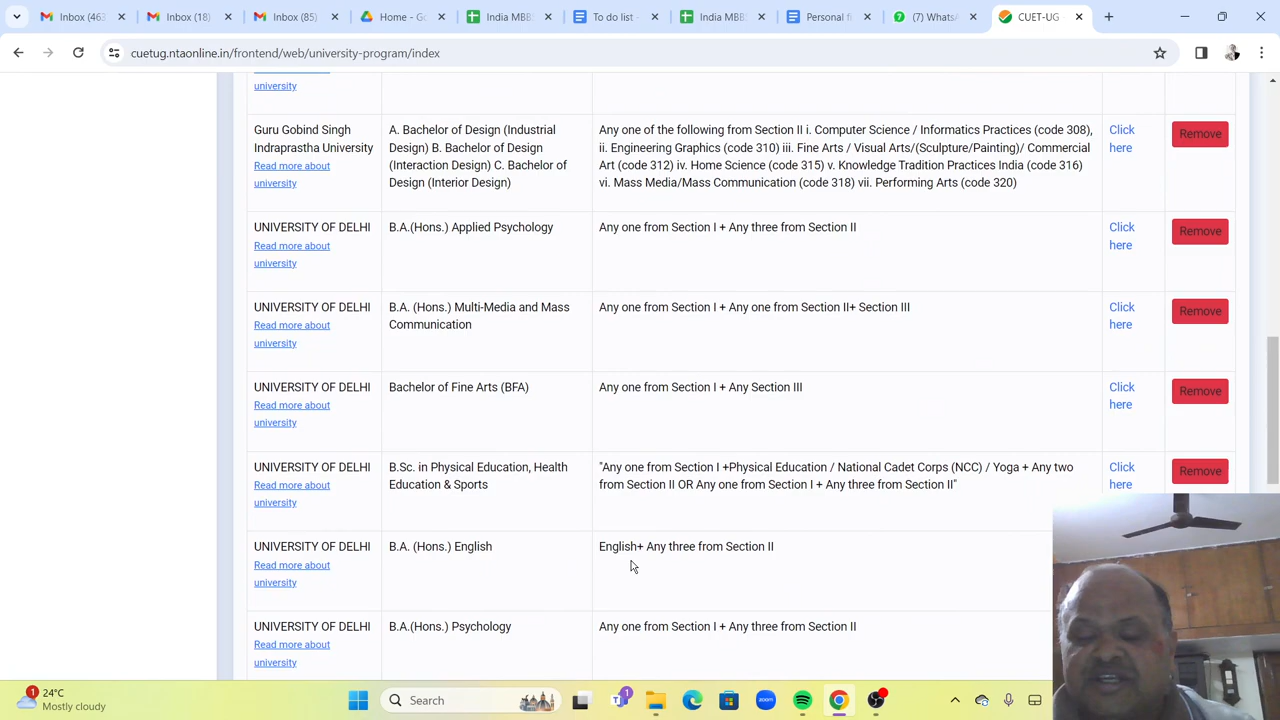 Inbox (463
Inbox (18)
Inbox (85)
Home - Go
India MBB
To do list -
India MBB
Personal fi
(7) WhatsA
CUET-UG
cuetug.ntaonline.in/frontend/web/university-program/index
university
Guru Gobind Singh
Indraprastha University
Read more about
university
A. Bachelor of Design (Industrial
Design) B. Bachelor of Design
(Interaction Design) C. Bachelor of
Design (Interior Design)
Any one of the following from Section II i. Computer Science / Informatics Practices (code 308),
ii. Engineering Graphics (code 310) iii. Fine Arts / Visual Arts/(Sculpture/Painting)/ Commercial
Art (code 312) iv. Home Science (code 315) v. Knowledge Tradition Practices India (code 316)
vi. Mass Media/Mass Communication (code 318) vii. Performing Arts (code 320)
Click
here
Remove
UNIVERSITY OF DELHI
Read more about
university
B.A.(Hons.) Applied Psychology
Any one from Section I + Any three from Section II
Click
here
Remove
UNIVERSITY OF DELHI
Read more about
university
B.A. (Hons.) Multi-Media and Mass
Communication
Any one from Section I + Any one from Section II+ Section III
Click
here
Remove
UNIVERSITY OF DELHI
Read more about
university
Bachelor of Fine Arts (BFA)
Any one from Section I + Any Section III
Click
here
Remove
UNIVERSITY OF DELHI
Read more about
university
B.Sc. in Physical Education, Health
Education & Sports
"Any one from Section I +Physical Education / National Cadet Corps (NCC) / Yoga + Any two
from Section II OR Any one from Section I + Any three from Section II"
Click
here
Remove
UNIVERSITY OF DELHI
Read more about
university
B.A. (Hons.) English
English+ Any three from Section II
UNIVERSITY OF DELHI
Read more about
university
B.A.(Hons.) Psychology
Any one from Section I + Any three from Section II
1
24°C
Mostly cloudy
Search
1
zoom